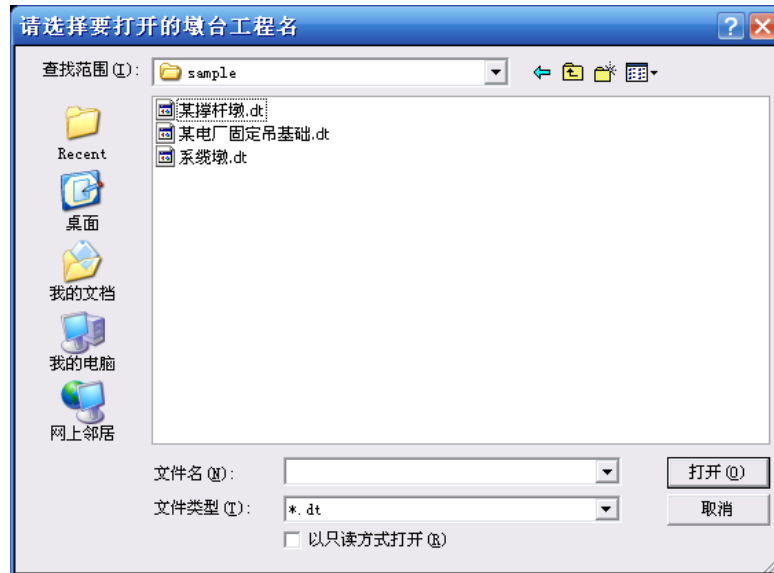 请选择要打开的墩台工程名
查找范围(I):
sample
某撑杆墩.dt
某电厂固定吊基础.dt
系缆墩.dt
Recent
桌面
我的文档
我的电脑
网上邻居
文件名(N):
打开(O)
文件类型(T):
*.dt
取消
以只读方式打开(R)